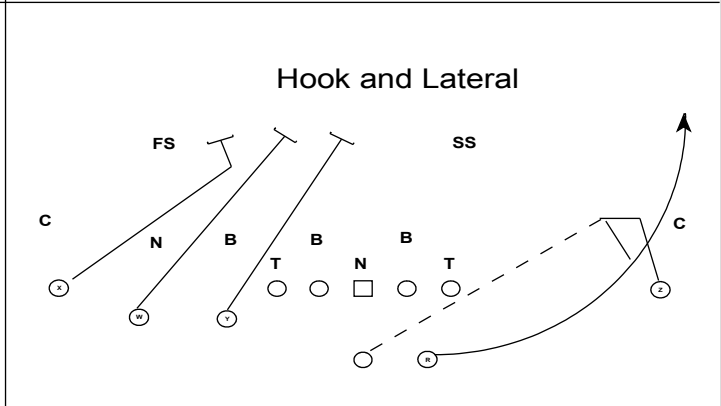 Hook and Lateral
FS SS
C C
N B B B
T N T
X Z
W Y
R